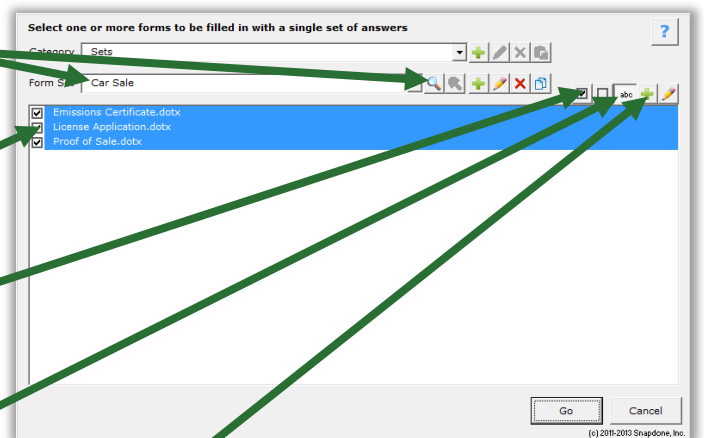 Select one or more forms to be filled in with a single set of answers
?
Category Sets
Form Set Car Sale
abc
Emissions Certificate.dotx
License Application.dotx
Proof of Sale.dotx
Go Cancel
(c) 2011-2013 Snapdone, Inc.